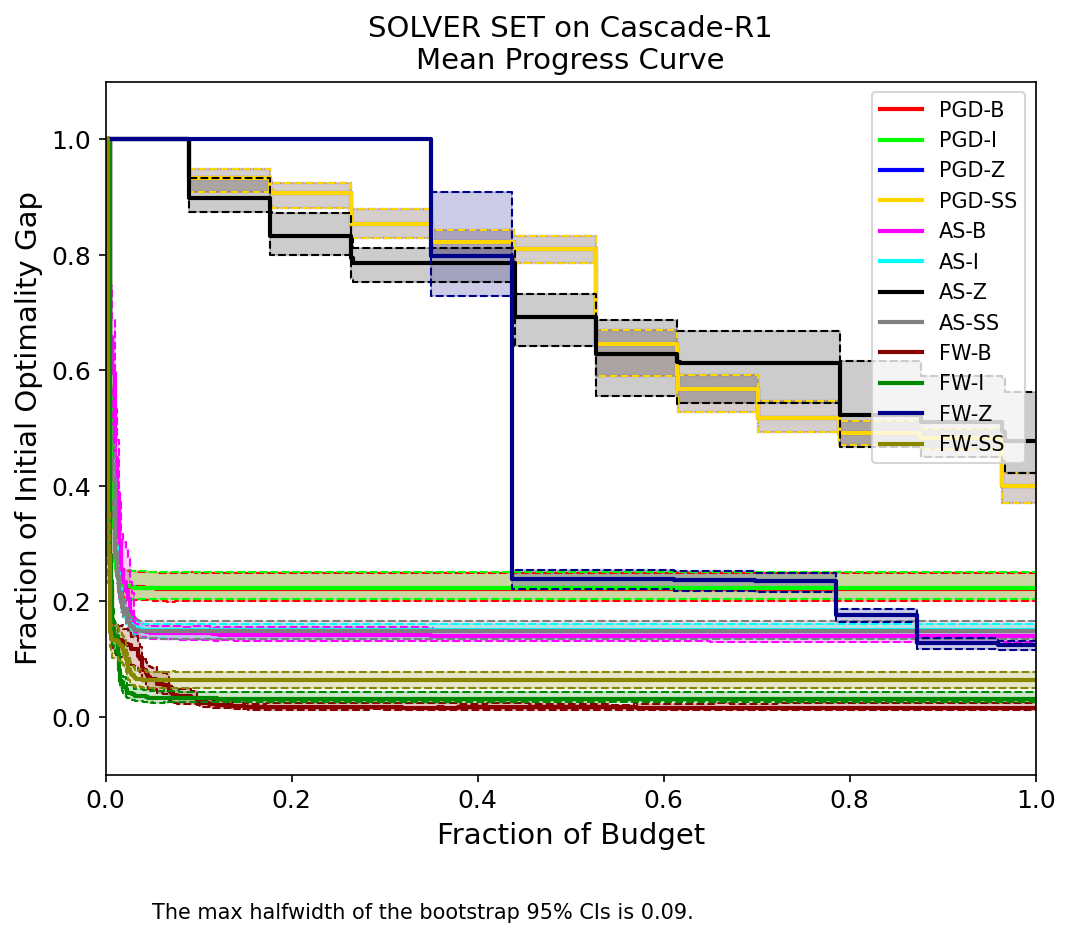 SOLVER SET on Cascade-R1
Mean Progress Curve
Fraction of Initial Optimality Gap
1.0
0.8
0.6
0.4
0.2
0.0
0.0
0.2
0.4
0.6
0.8
1.0
Fraction of Budget
PGD-B
PGD-I
PGD-Z
PGD-SS
AS-B
AS-I
AS-Z
AS-SS
FW-B
FW-I
FW-Z
FW-SS
The max halfwidth of the bootstrap 95% CIs is 0.09.